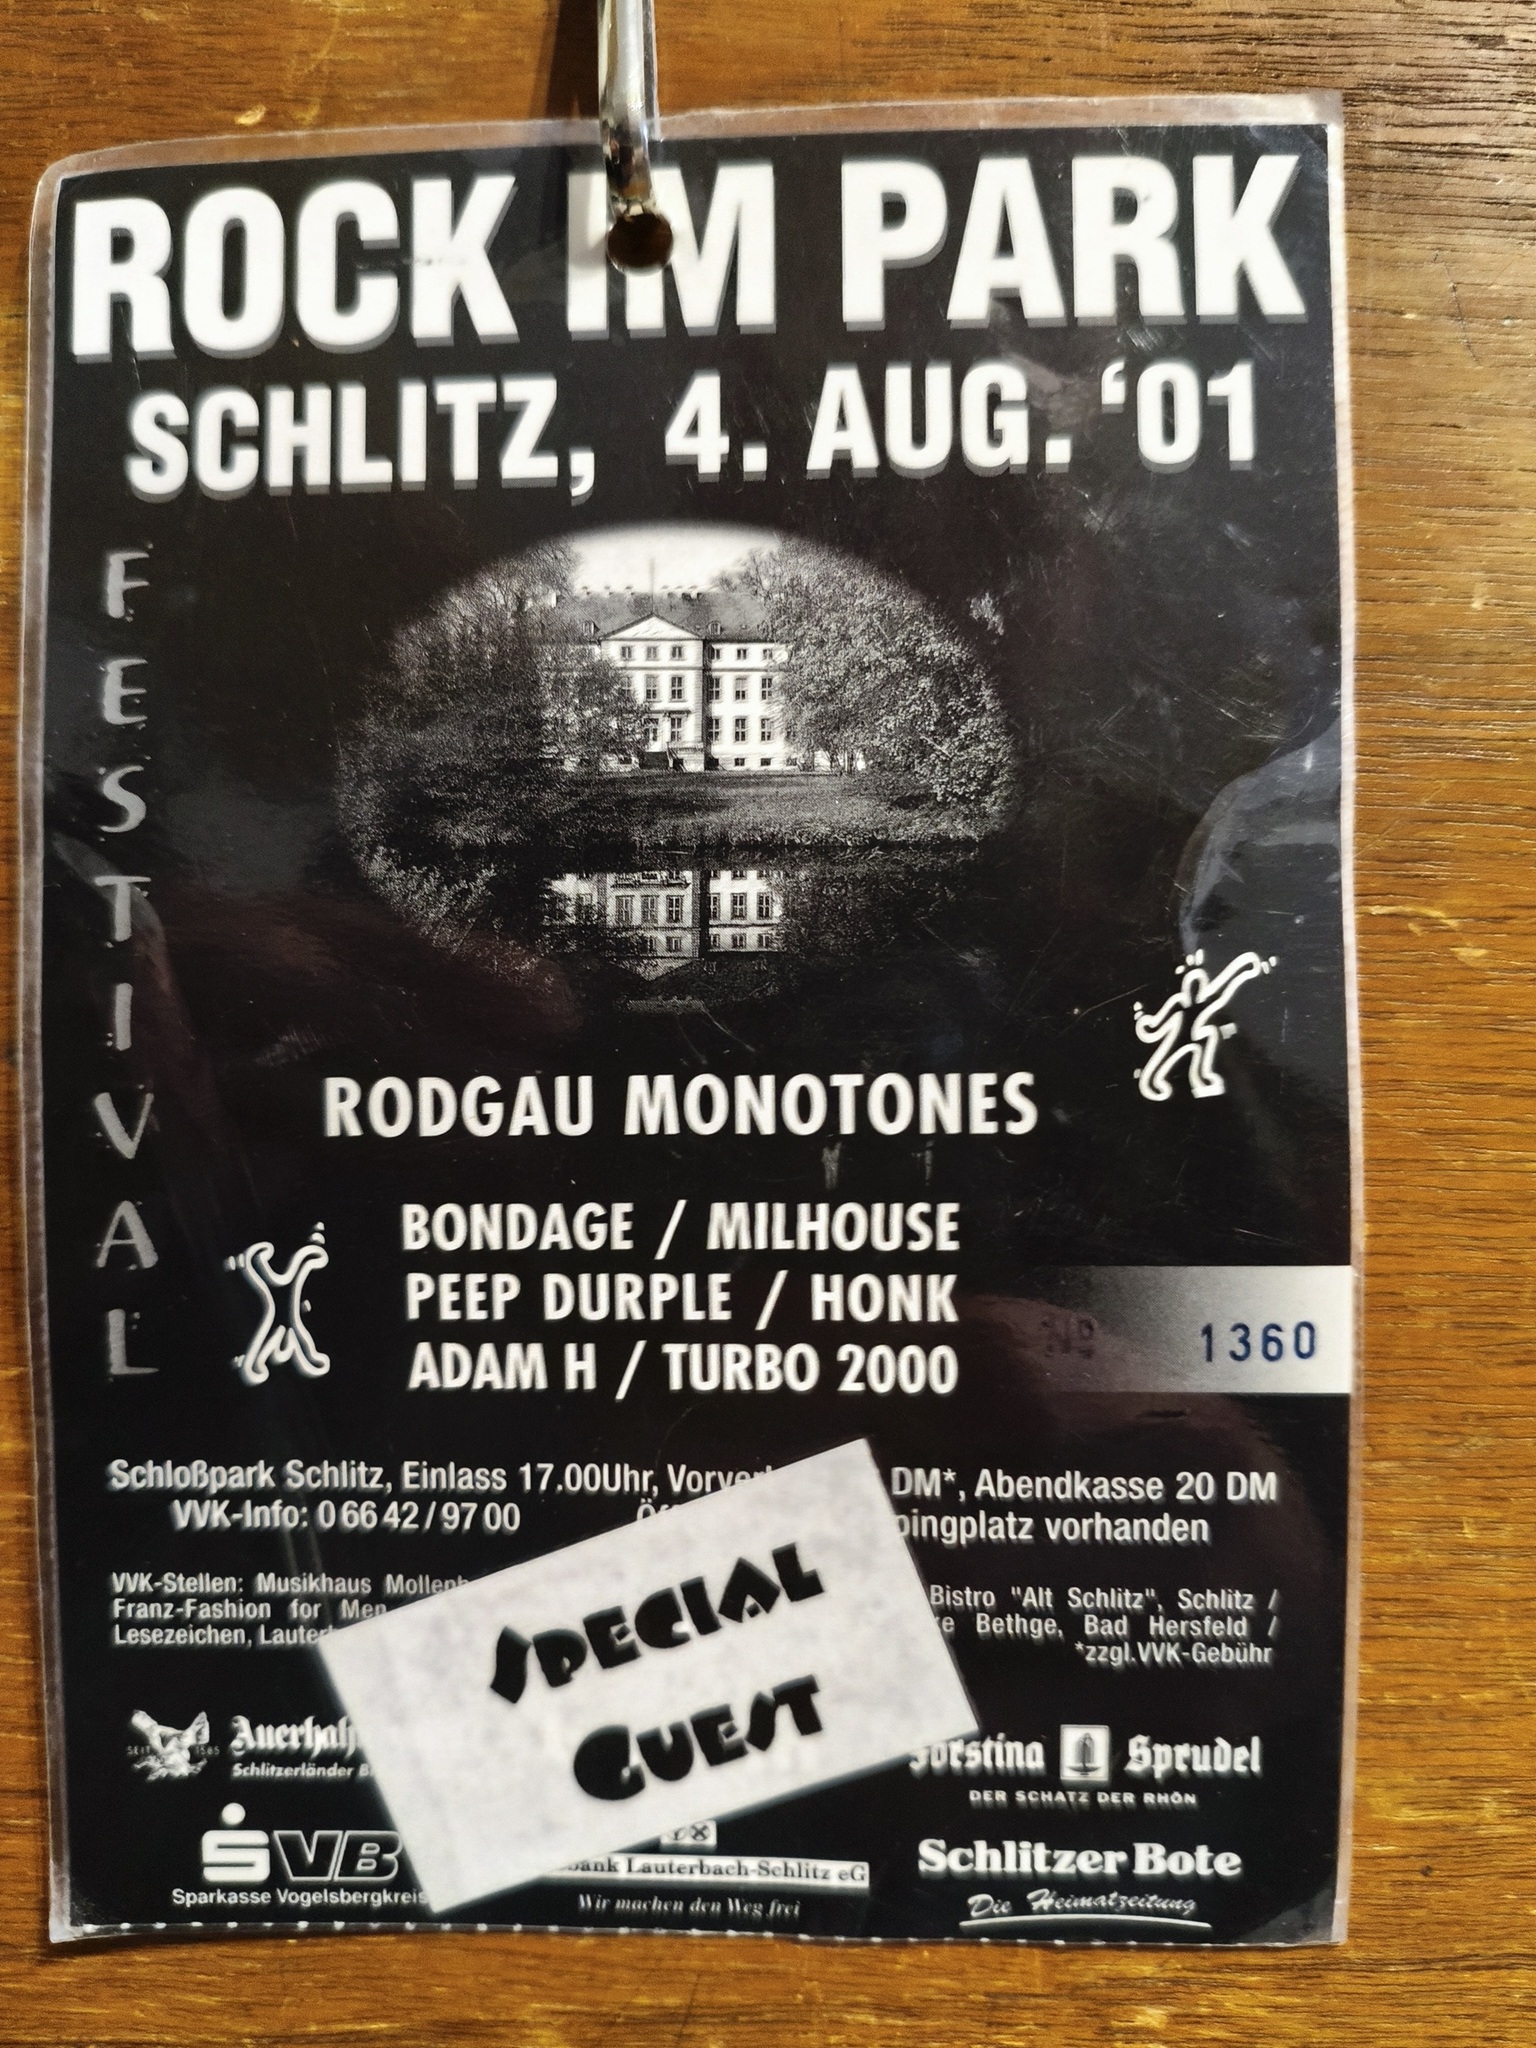 ROCK IM PARK
SCHLITZ, 4. AUG. ‘01
FESTIVAL
RODGAU MONOTONES
BONDAGE / MILHOUSE
PEEP DURPLE / HONK
ADAM H / TURBO 2000
Nº 1360
Schloßpark Schlitz, Einlass 17.00Uhr, DM*, Abendkasse 20 DM
VVK-Info: 0 66 42 / 97 00 vorhanden
VVK-Stellen: Musikhaus Bistro "Alt Schlitz", Schlitz /
Franz-Fashion for Men Bethge, Bad Hersfeld /
Lesezeichen, *zzgl.VVK-Gebühr
SPECIAL
GUEST
SEIT 1585
Schlitzerländer
Sprudel
DER SCHATZ DER RHÖN
S VB
Sparkasse Vogelsbergkreis
Lauterbach-Schlitz eG
Wir machen den Weg frei
Schlitzer Bote
Die Heimatzeitung